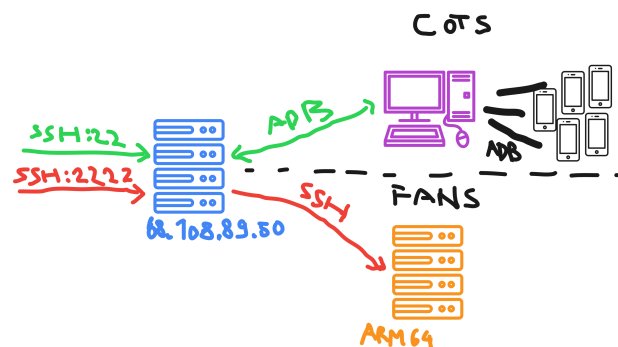 COTS
SSH:22
ADB
ADB
SSH:2222
FANS
SSH
68.108.89.50
ARM64